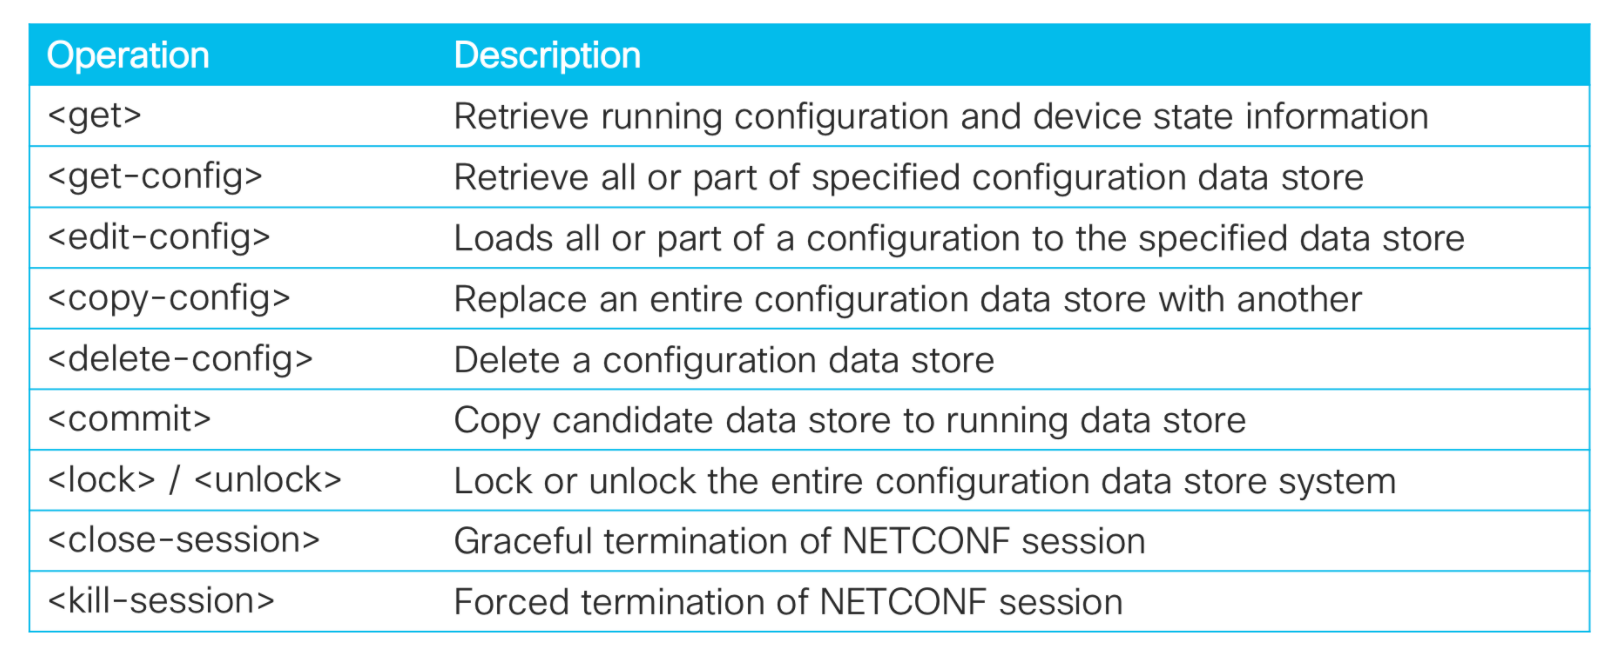 Operation Description
<get> Retrieve running configuration and device state information
<get-config> Retrieve all or part of specified configuration data store
<edit-config> Loads all or part of a configuration to the specified data store
<copy-config> Replace an entire configuration data store with another
<delete-config> Delete a configuration data store
<commit> Copy candidate data store to running data store
<lock> / <unlock> Lock or unlock the entire configuration data store system
<close-session> Graceful termination of NETCONF session
<kill-session> Forced termination of NETCONF session